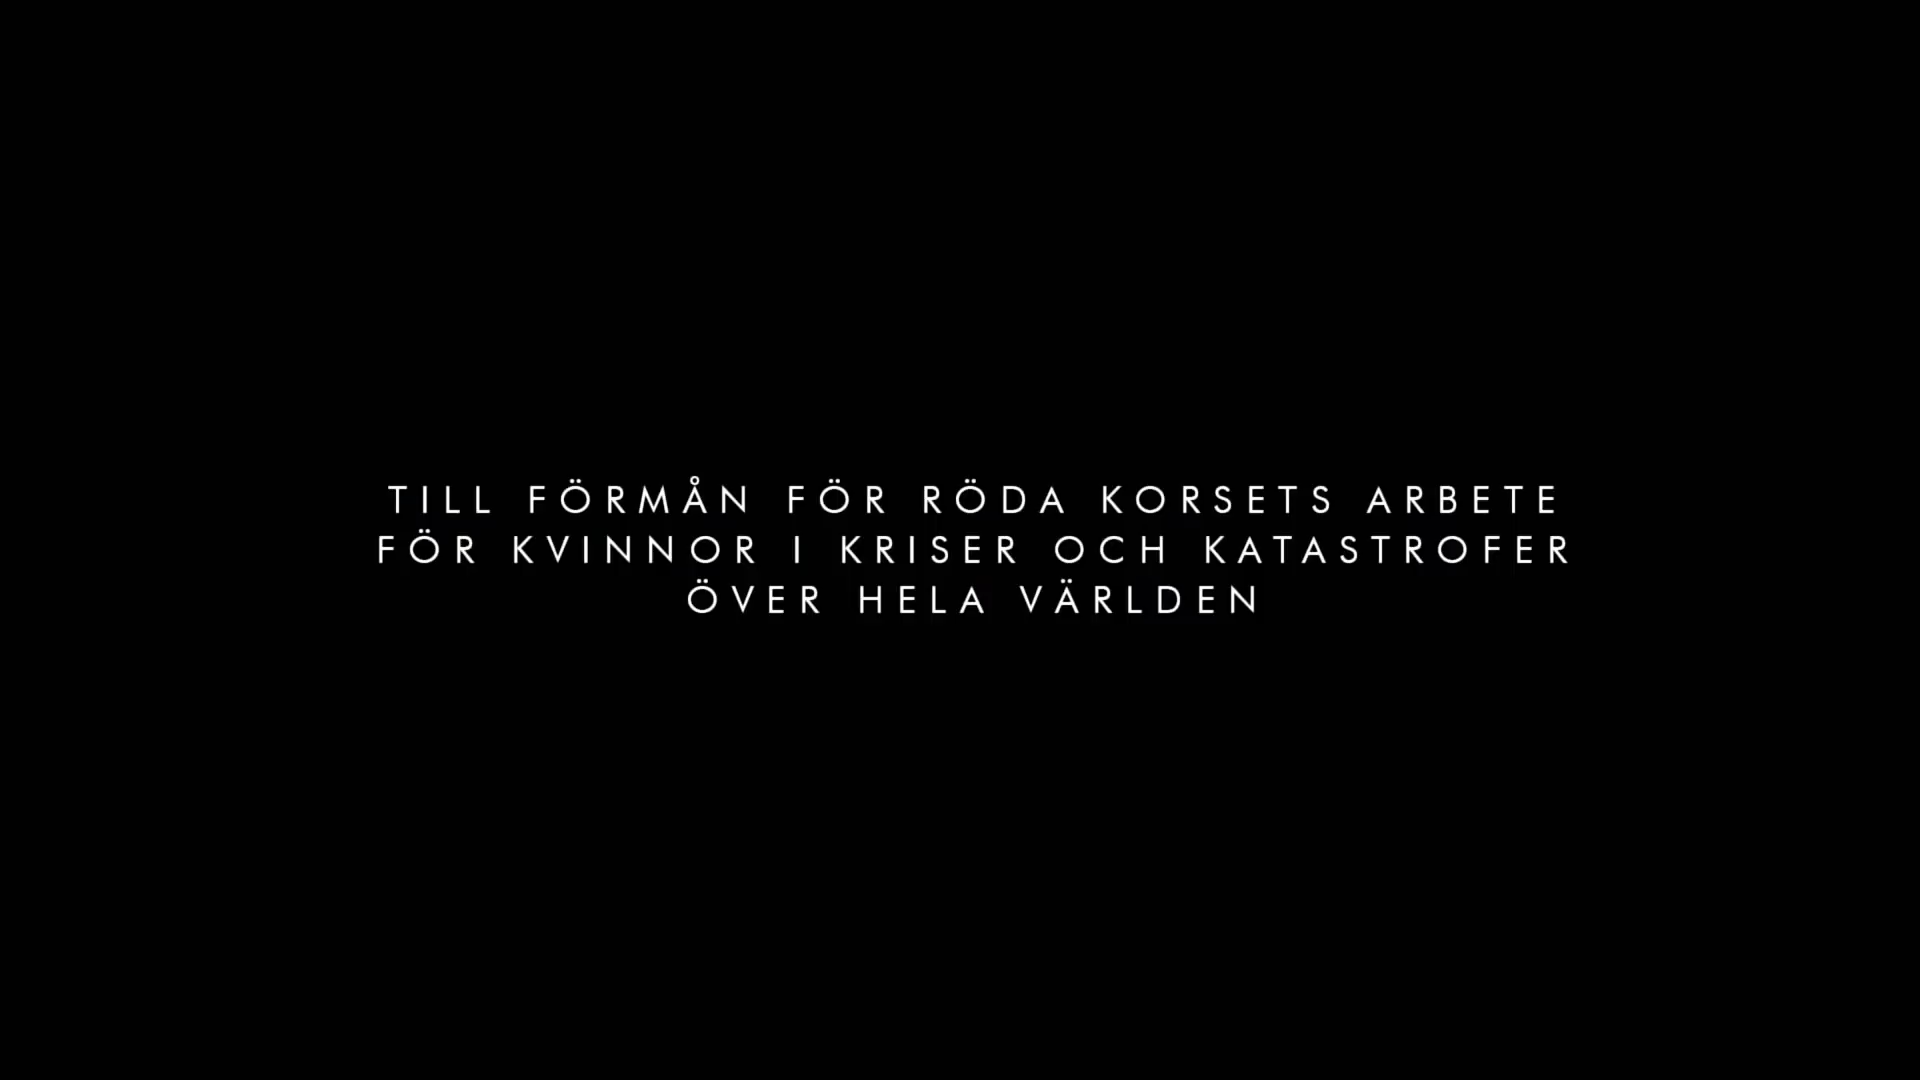 TILL FÖRMÅN FÖR RÖDA KORSETS ARBETE
FÖR KVINNOR I KRISER OCH KATASTROFER
ÖVER HELA VÄRLDEN